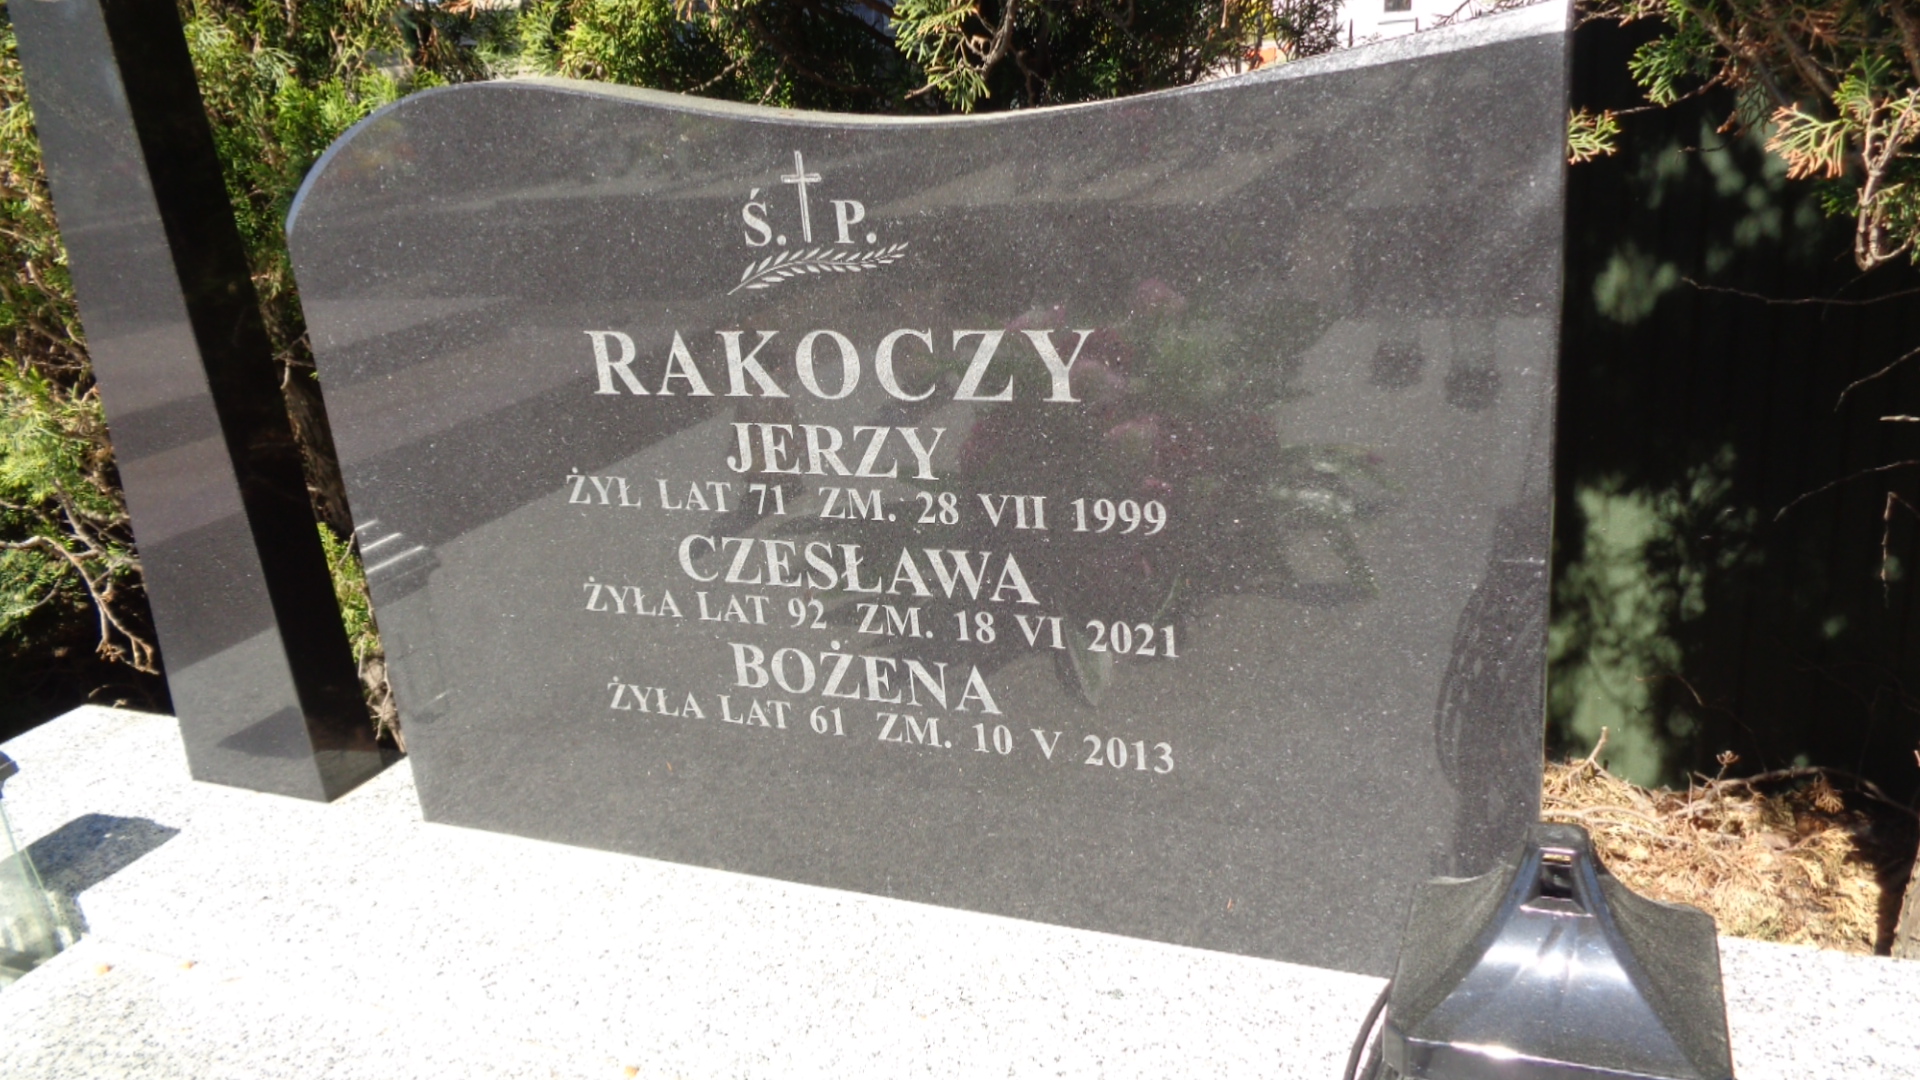 Ś. P.
RAKOCZY
JERZY
ŻYŁ LAT 71 ZM. 28 VII 1999
CZESŁAWA
ŻYŁA LAT 92 ZM. 18 VI 2021
BOŻENA
ŻYŁA LAT 61 ZM. 10 V 2013